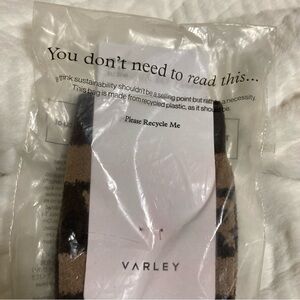 You don't need to read this...
We think sustainability shouldn't be a selling point but rather a necessity.
This bag is made from recycled plastic, as it should be.
Please Recycle Me
VARLEY